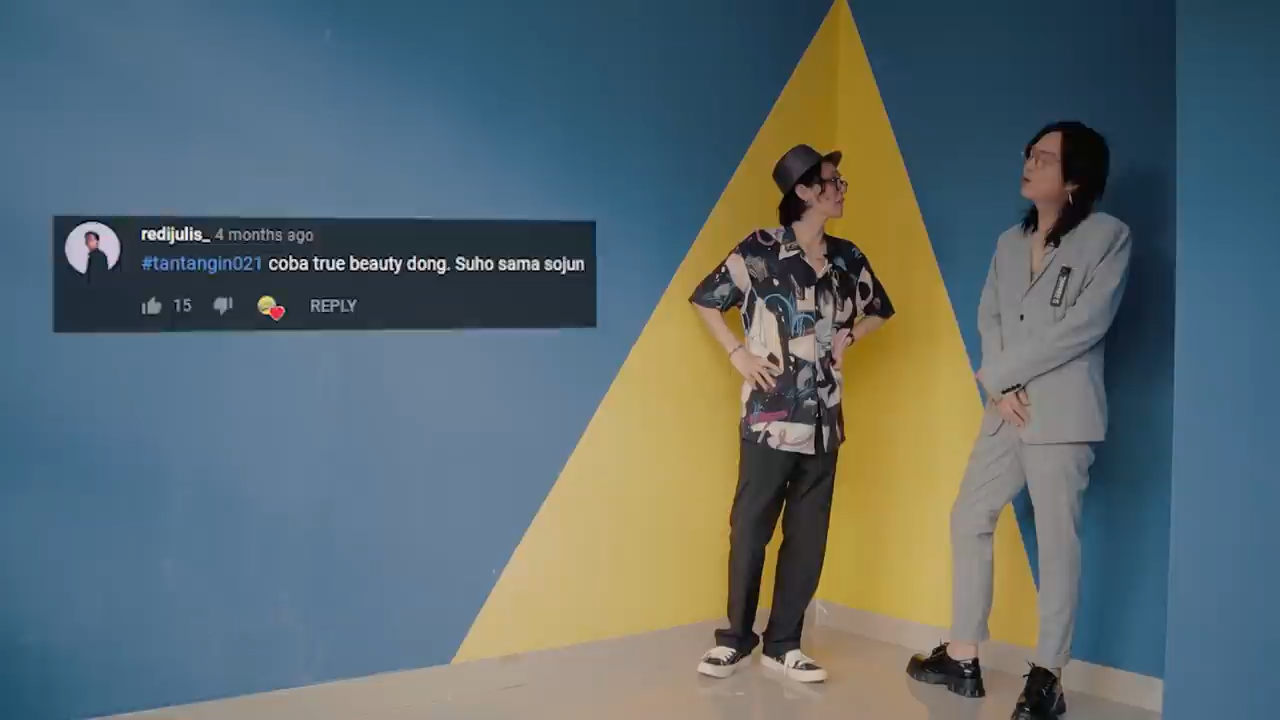 redijulis_ 4 months ago
#tantangin021 coba true beauty dong. Suho sama sojun
15 REPLY